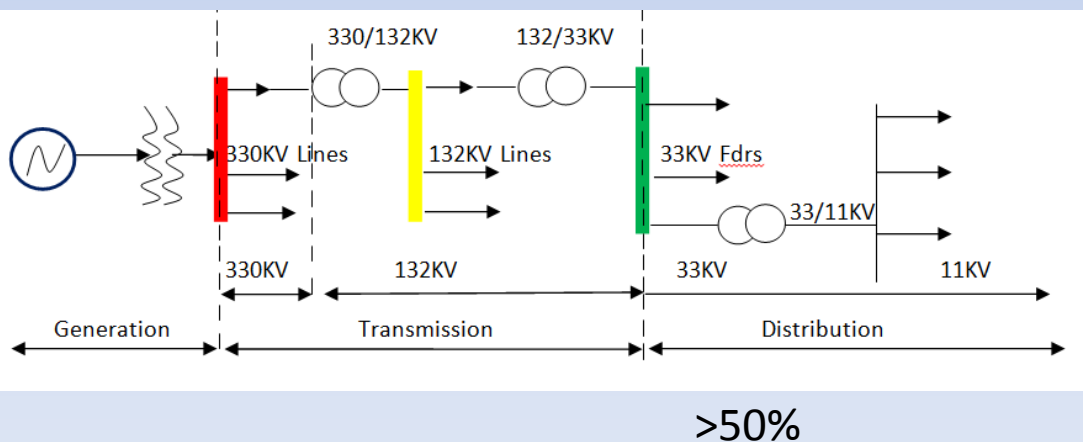 330/132KV 132/33KV
330KV Lines 132KV Lines 33KV Fdrs
33/11KV
330KV 132KV 33KV 11KV
Generation Transmission Distribution
>50%